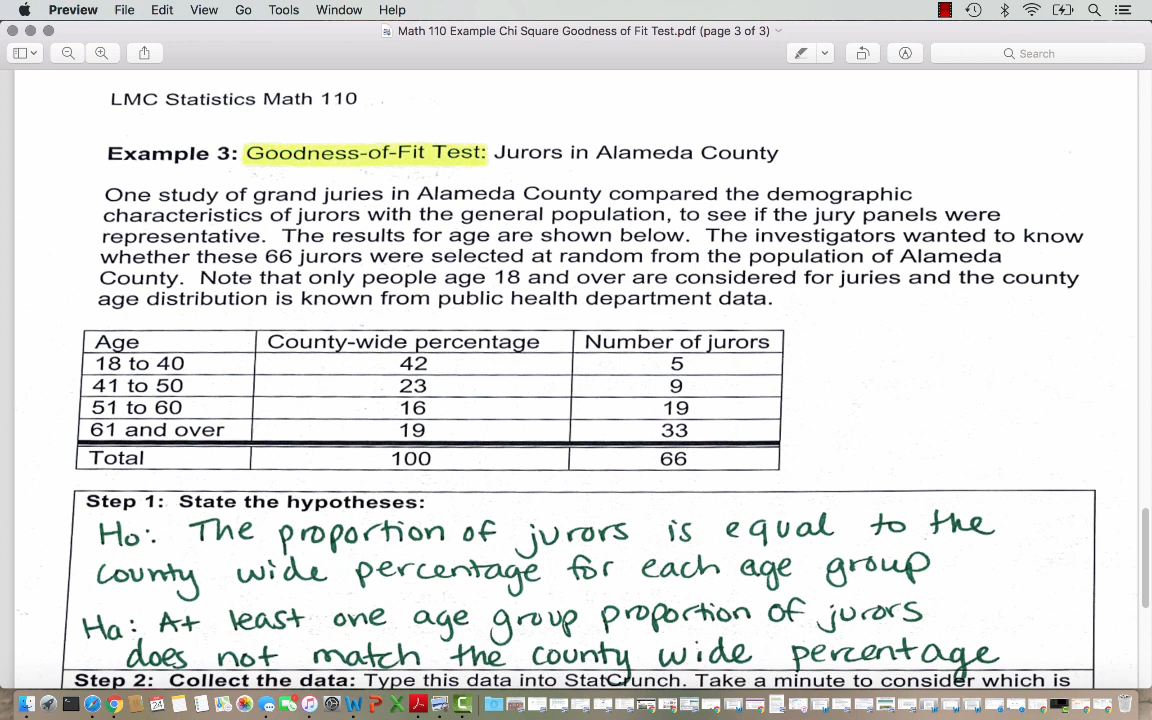 Preview File Edit View Go Tools Window Help
Math 110 Example Chi Square Goodness of Fit Test.pdf (page 3 of 3)
Search
LMC Statistics Math 110
Example 3: Goodness-of-Fit Test: Jurors in Alameda County
One study of grand juries in Alameda County compared the demographic
characteristics of jurors with the general population, to see if the jury panels were
representative. The results for age are shown below. The investigators wanted to know
whether these 66 jurors were selected at random from the population of Alameda
County. Note that only people age 18 and over are considered for juries and the county
age distribution is known from public health department data.
Age County-wide percentage Number of jurors
18 to 40 42 5
41 to 50 23 9
51 to 60 16 19
61 and over 19 33
Total 100 66
Step 1: State the hypotheses:
Ho: The proportion of jurors is equal to the
county wide percentage for each age group
Ha: At least one age group proportion of jurors
does not match the county wide percentage
Step 2: Collect the data: Type this data into StatCrunch. Take a minute to consider which is